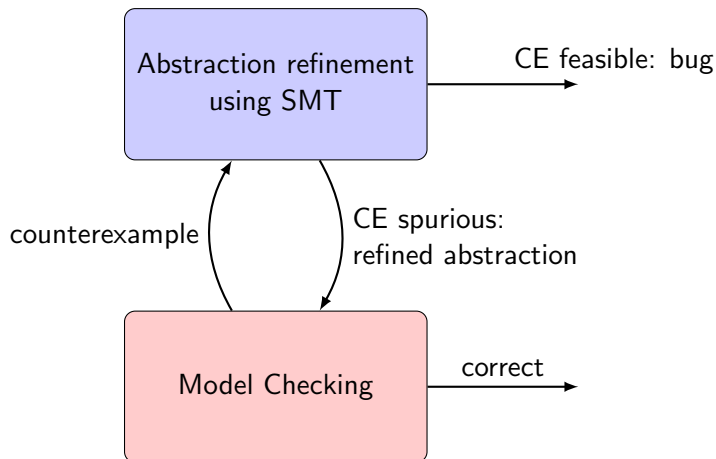 Abstraction refinement
using SMT
CE feasible: bug
counterexample
CE spurious:
refined abstraction
Model Checking
correct